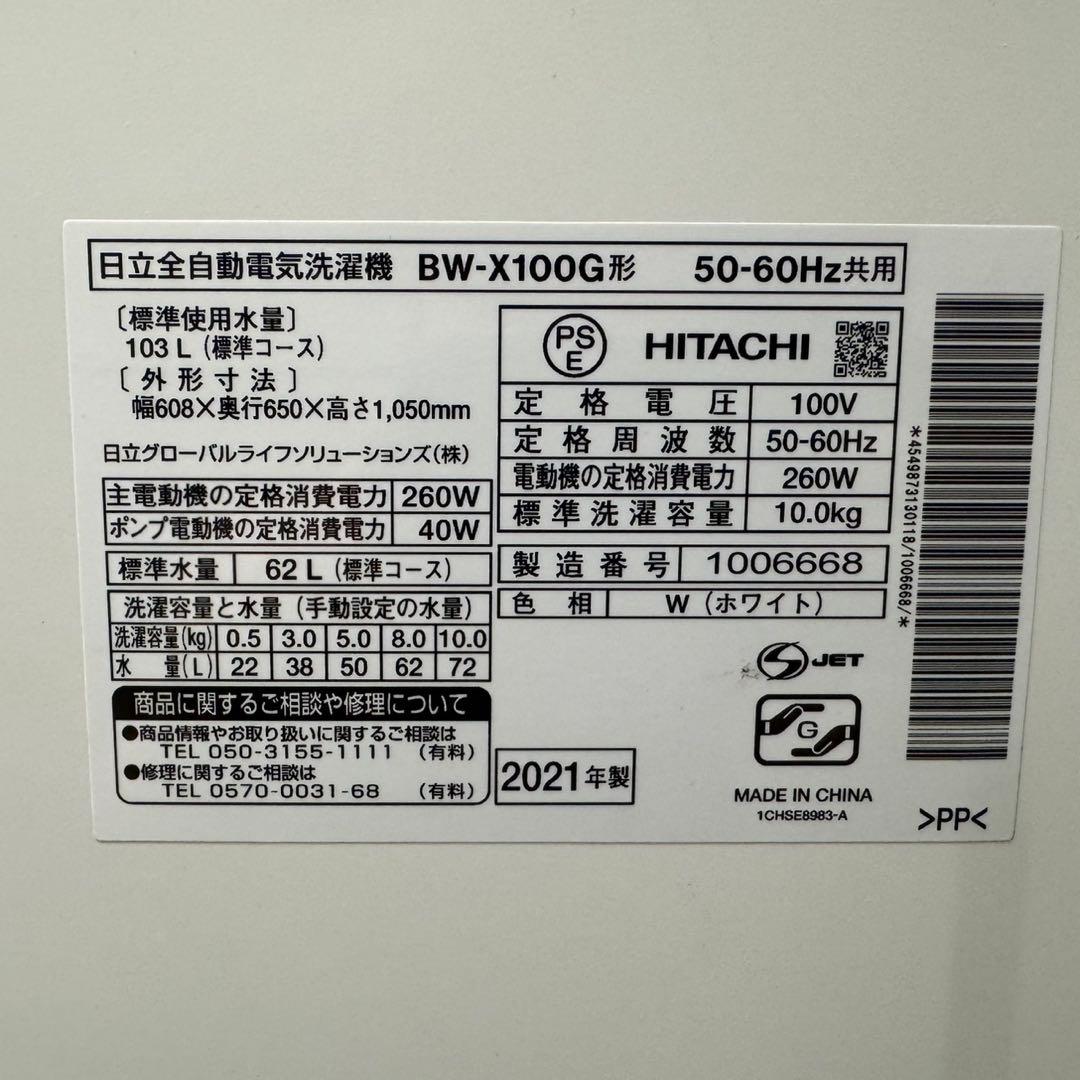 日立全自動電気洗濯機 BW-X100G形 50-60Hz共用
〔標準使用水量〕
103 L (標準コース)
〔外形寸法〕
幅608×奥行650×高さ1,050mm
日立グローバルライフソリューションズ(株)
主電動機の定格消費電力 260W
ポンプ電動機の定格消費電力 40W
標準水量 62 L (標準コース)
洗濯容量と水量 (手動設定の水量)
洗濯容量(kg) 0.5 3.0 5.0 8.0 10.0
水量(L) 22 38 50 62 72
商品に関するご相談や修理について
●商品情報やお取り扱いに関するご相談は
TEL 050-3155-1111 (有料)
●修理に関するご相談は
TEL 0570-0031-68 (有料)
PS
E
HITACHI
定格電圧 100V
定格周波数 50-60Hz
電動機の定格消費電力 260W
標準洗濯容量 10.0kg
製造番号 1006668
色相 W (ホワイト)
S JET
G
2021年製
MADE IN CHINA
1CHSE8983-A
*4549873130118/1006668/*
>PP<